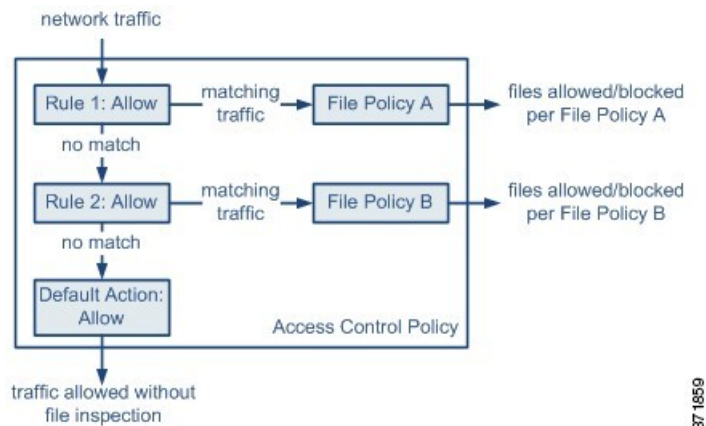 network traffic
Rule 1: Allow
matching
traffic
File Policy A
files allowed/blocked
per File Policy A
no match
Rule 2: Allow
matching
traffic
File Policy B
files allowed/blocked
per File Policy B
no match
Default Action:
Allow
Access Control Policy
traffic allowed without
file inspection
371859